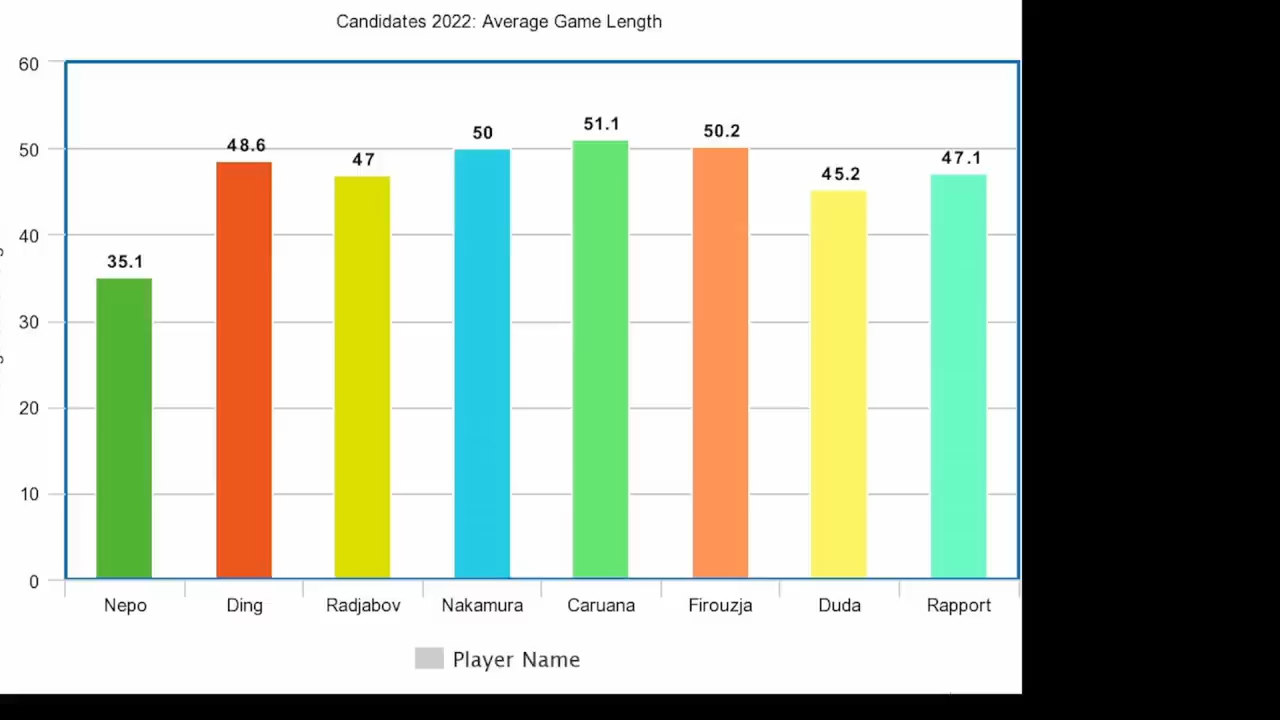 Candidates 2022: Average Game Length
60
50
40
30
20
10
0
35.1
48.6
47
50
51.1
50.2
45.2
47.1
Nepo
Ding
Radjabov
Nakamura
Caruana
Firouzja
Duda
Rapport
Player Name